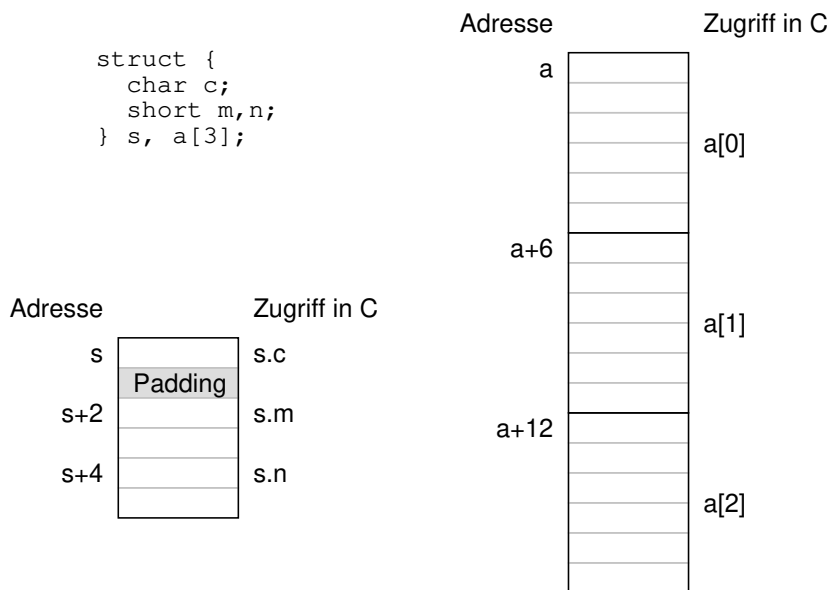 struct {
char c;
short m,n;
} s, a[3];
Adresse Zugriff in C
s s.c
Padding
s+2 s.m
s+4 s.n
Adresse Zugriff in C
a
a[0]
a+6
a[1]
a+12
a[2]